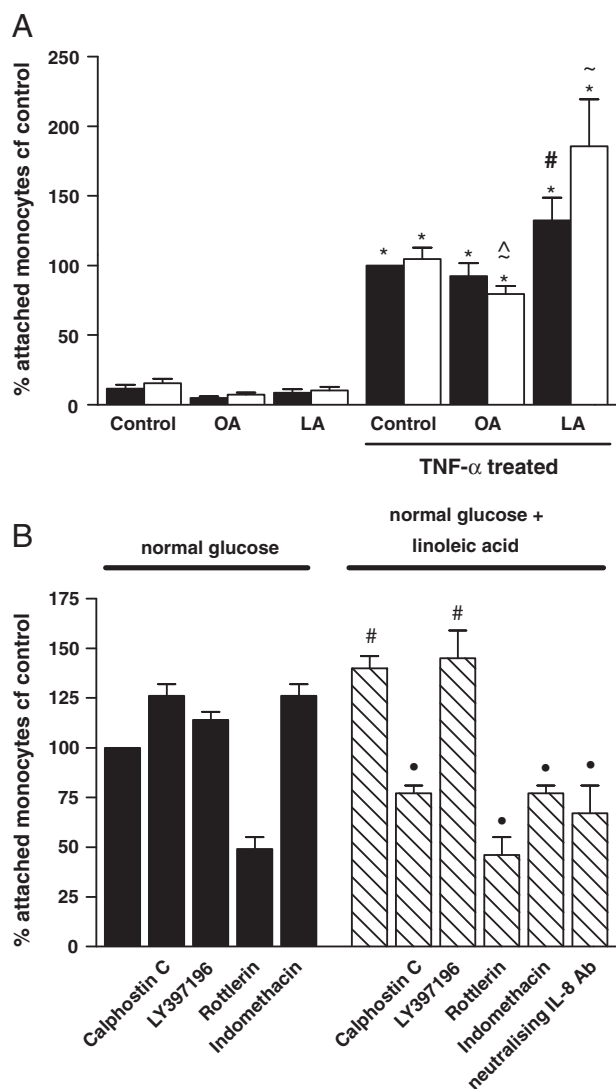 A
% attached monocytes cf control
250
200
150
100
50
0
* * * ^ ~ * # * ~ *
Control OA LA Control OA LA
TNF-α treated
B
normal glucose
normal glucose +
linoleic acid
% attached monocytes of control
175
150
125
100
75
50
25
0
# • # • • •
Calphostin C
LY397196
Rottlerin
Indomethacin
Calphostin C
LY397196
Rottlerin
Indomethacin
neutralising IL-8 Ab